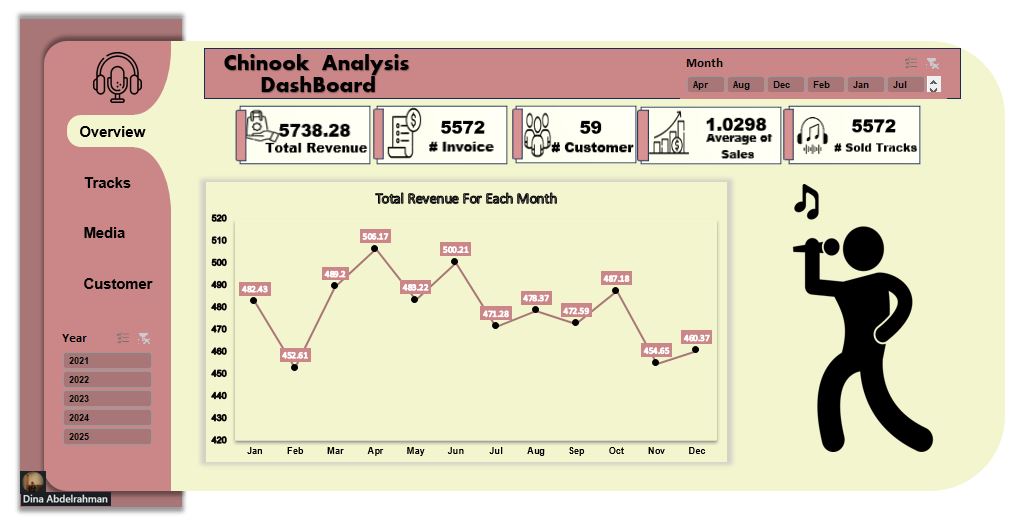 Chinook Analysis
DashBoard
Month
Apr Aug Dec Feb Jan Jul
Overview
Tracks
Media
Customer
5738.28
Total Revenue
5572
# Invoice
59
# Customer
1.0298
Average of
Sales
5572
# Sold Tracks
Total Revenue For Each Month
520
510
500
490
480
470
460
450
440
430
420
482.43
452.61
489.2
506.17
483.22
500.21
471.28
478.37
472.59
487.18
454.65
460.37
Jan Feb Mar Apr May Jun Jul Aug Sep Oct Nov Dec
Year
2021
2022
2023
2024
2025
Dina Abdelrahman